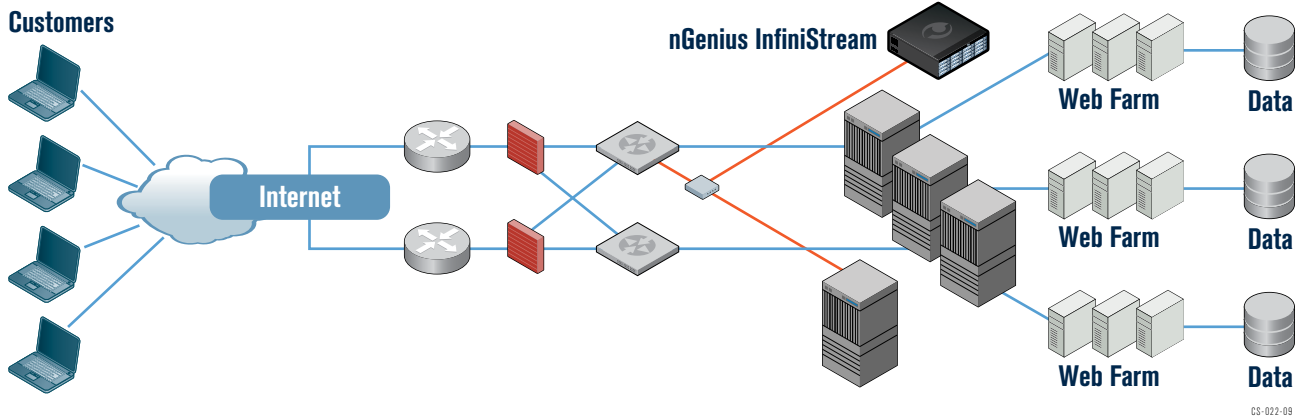 Customers
nGenius InfiniStream
Internet
Web Farm
Data
Web Farm
Data
Web Farm
Data
CS-022-09